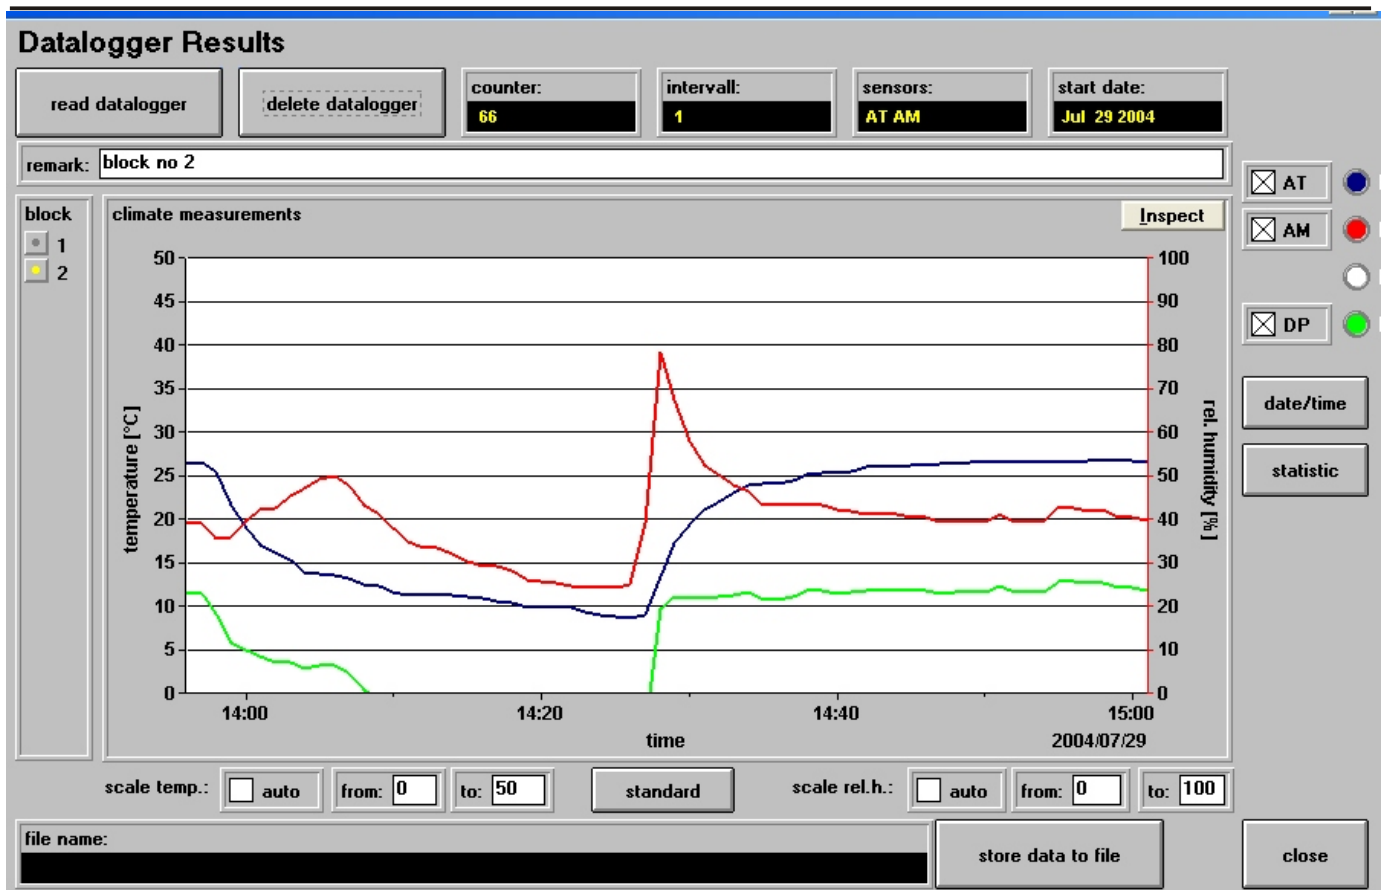 Datalogger Results
read datalogger
delete datalogger
counter:
66
intervall:
1
sensors:
AT AM
start date:
Jul 29 2004
remark: block no 2
AT
AM
DP
date/time
statistic
block
1
2
climate measurements
Inspect
50
45
40
35
30
25
20
15
10
5
0
temperature [°C]
100
90
80
70
60
50
40
30
20
10
0
rel. humidity [%]
14:00 14:20 14:40 15:00
time
2004/07/29
scale temp.: auto from: 0 to: 50
standard
scale rel.h.: auto from: 0 to: 100
file name:
store data to file
close